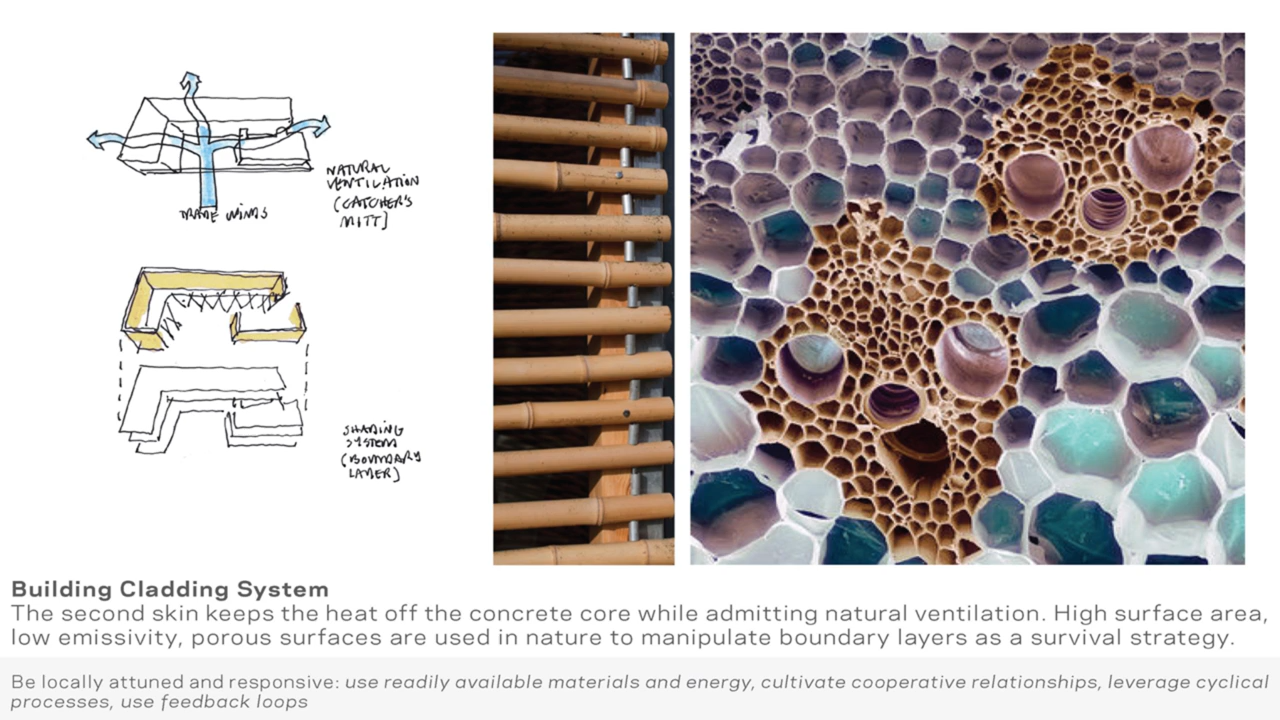 TRADE WINDS
NATURAL
VENTILATION
(CATCHER'S
MITT)
SHADING
SYSTEM
(BOUNDARY
LAYER)
Building Cladding System
The second skin keeps the heat off the concrete core while admitting natural ventilation. High surface area,
low emissivity, porous surfaces are used in nature to manipulate boundary layers as a survival strategy.
Be locally attuned and responsive: use readily available materials and energy, cultivate cooperative relationships, leverage cyclical
processes, use feedback loops